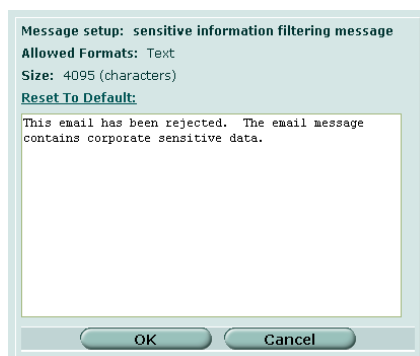 Message setup: sensitive information filtering message
Allowed Formats: Text
Size: 4095 (characters)
Reset To Default:
This email has been rejected. The email message
contains corporate sensitive data.
OK Cancel